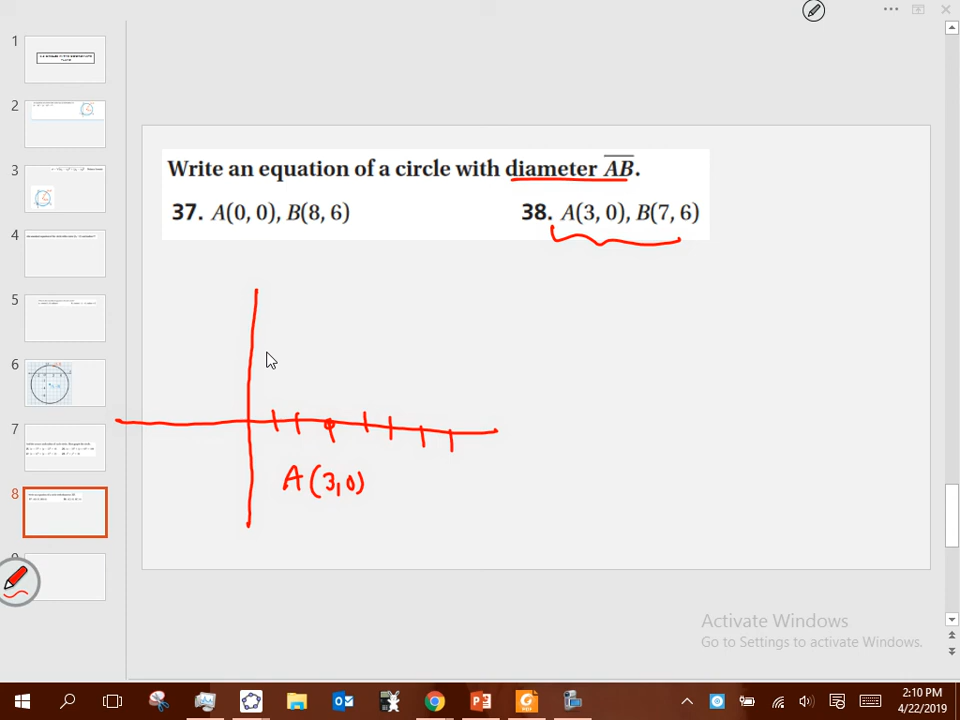 1
2
3
4
5
6
7
8
Write an equation of a circle with diameter AB.
37. A(0, 0), B(8, 6)
38. A(3, 0), B(7, 6)
A(3,0)
Activate Windows
Go to Settings to activate Windows.
2:10 PM
4/22/2019